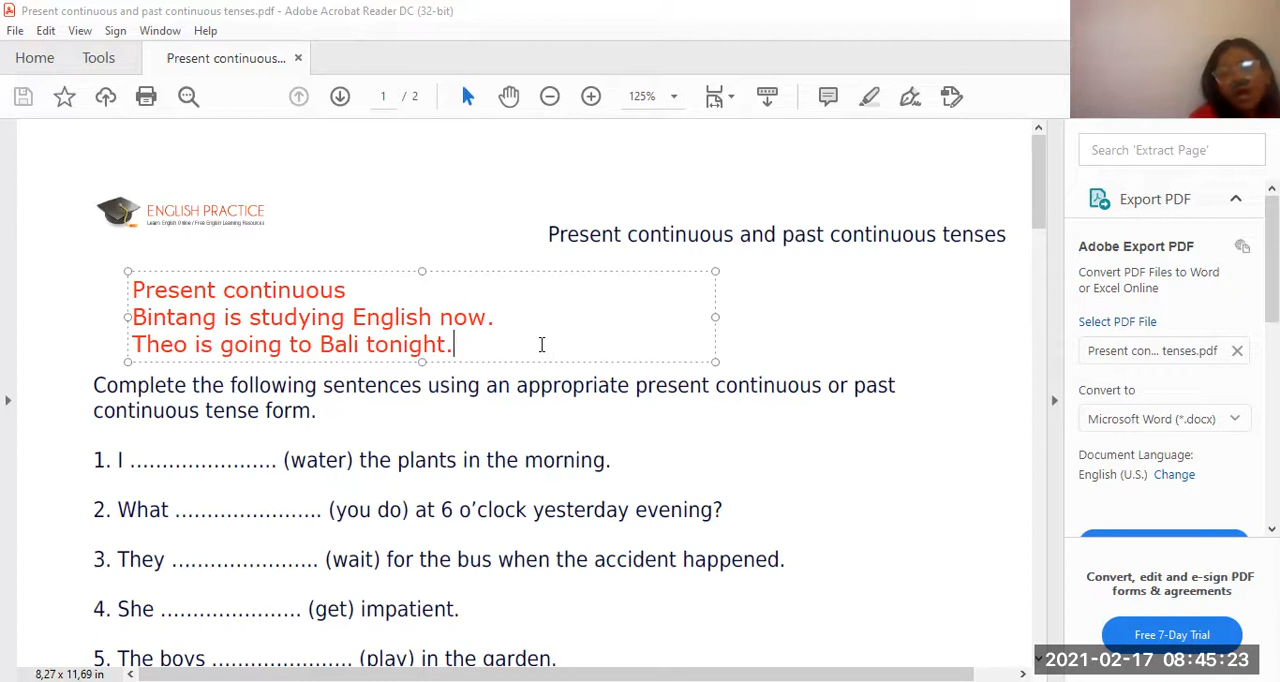 Present continuous and past continuous tenses.pdf - Adobe Acrobat Reader DC (32-bit)
File Edit View Sign Window Help
Home Tools Present continuous... ×
1 / 2 125%
ENGLISH PRACTICE
Learn English Online / Free English Learning Resources
Present continuous and past continuous tenses
Present continuous
Bintang is studying English now.
Theo is going to Bali tonight.
Complete the following sentences using an appropriate present continuous or past
continuous tense form.
1. I ....................... (water) the plants in the morning.
2. What ....................... (you do) at 6 o’clock yesterday evening?
3. They ....................... (wait) for the bus when the accident happened.
4. She ...................... (get) impatient.
5. The boys ...................... (play) in the garden.
8,27 x 11,69 in
Search 'Extract Page'
Export PDF
Adobe Export PDF
Convert PDF Files to Word
or Excel Online
Select PDF File
Present con... tenses.pdf
Convert to
Microsoft Word (*.docx)
Document Language:
English (U.S.) Change
Convert, edit and e-sign PDF
forms & agreements
Free 7-Day Trial
2021-02-17 08:45:23